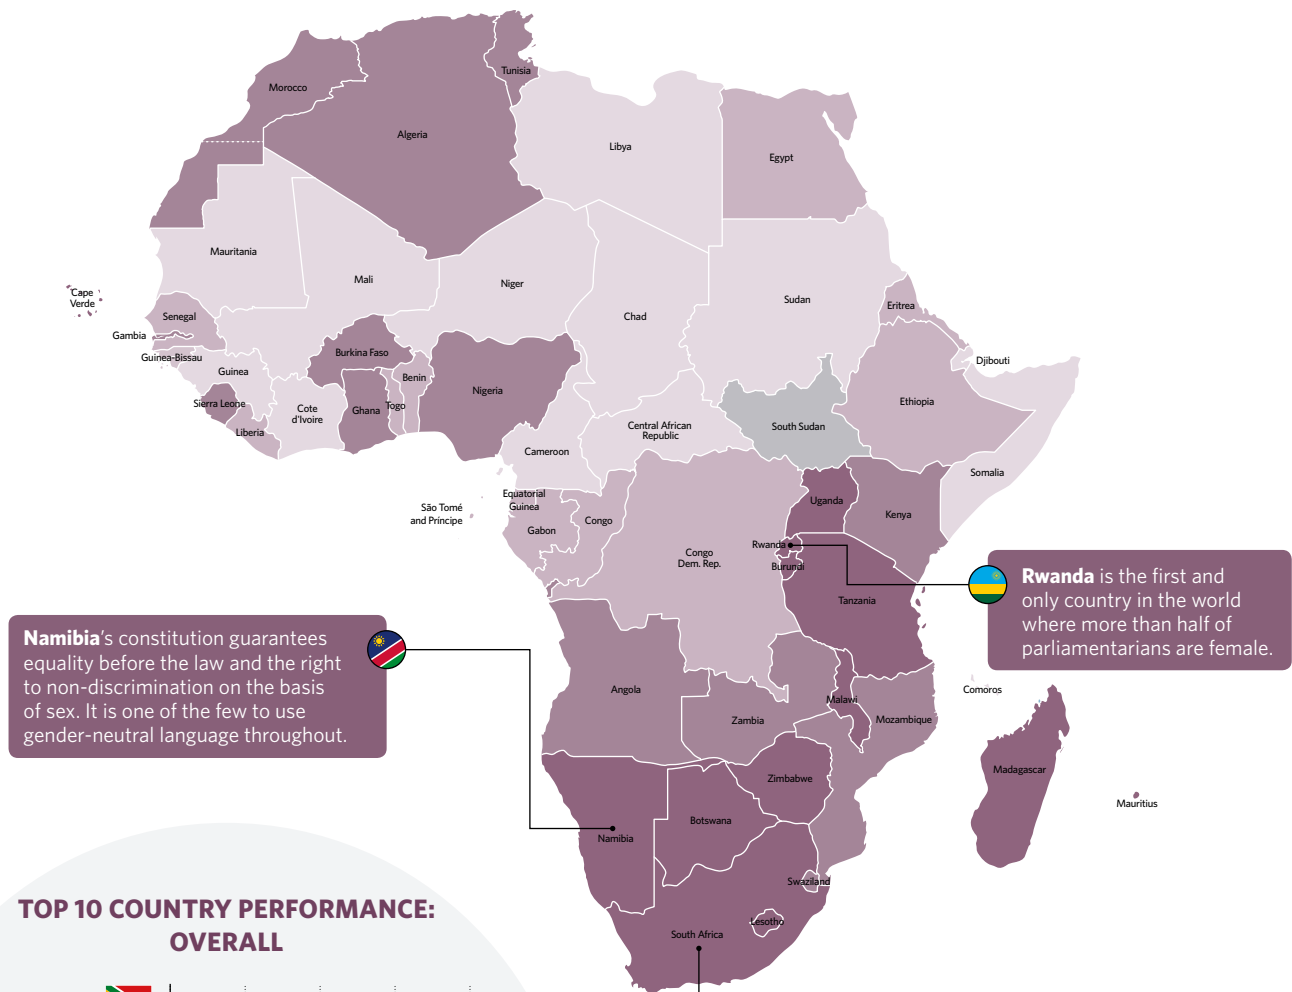 Tunisia
Morocco
Algeria
Libya
Egypt
Mauritania
Mali
Niger
Chad
Sudan
Eritrea
Cape
Verde
Senegal
Gambia
Guinea-Bissau
Guinea
Burkina Faso
Benin
Nigeria
Djibouti
Sierra Leone
Liberia
Cote
d'Ivoire
Ghana
Togo
Ethiopia
South Sudan
Central African
Republic
Cameroon
Somalia
Equatorial
Guinea
São Tomé
and Príncipe
Gabon
Congo
Uganda
Kenya
Rwanda
Burundi
Congo
Dem. Rep.
Tanzania
Rwanda is the first and
only country in the world
where more than half of
parliamentarians are female.
Namibia's constitution guarantees
equality before the law and the right
to non-discrimination on the basis
of sex. It is one of the few to use
gender-neutral language throughout.
Angola
Zambia
Malawi
Mozambique
Comoros
Madagascar
Mauritius
Zimbabwe
Botswana
Namibia
Swaziland
Lesotho
South Africa
TOP 10 COUNTRY PERFORMANCE:
OVERALL